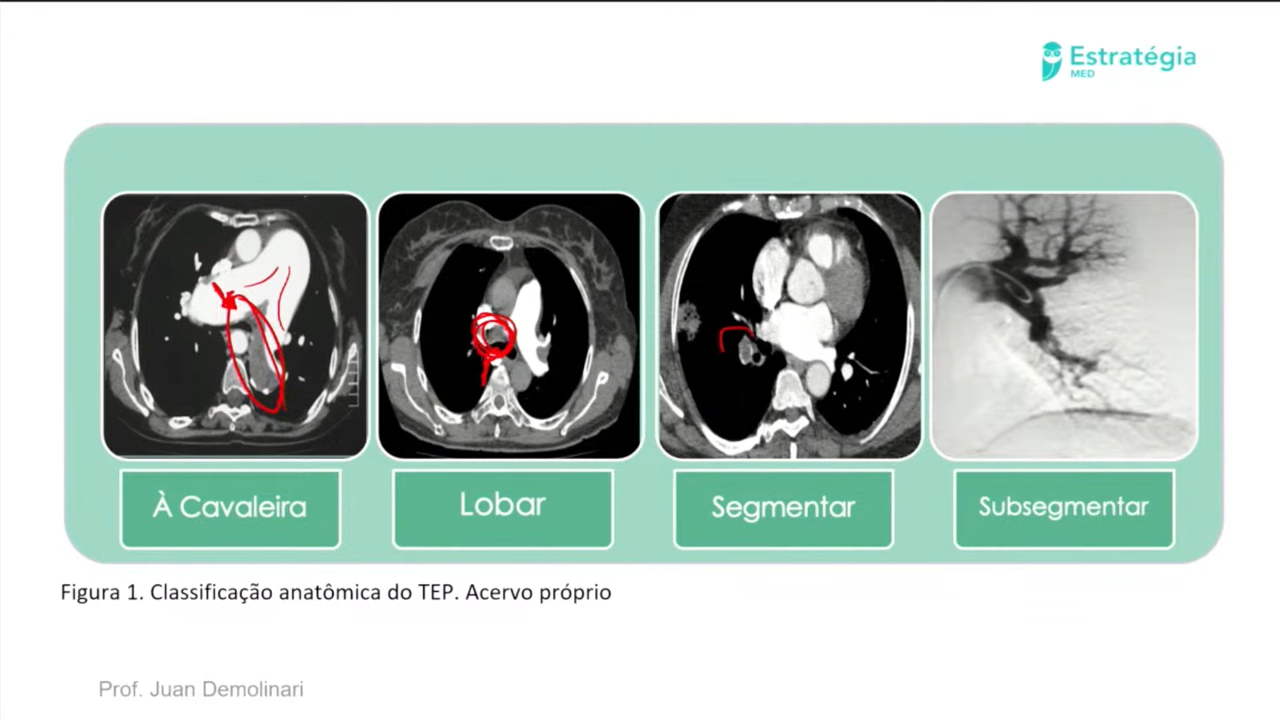 Estratégia
MED
À Cavaleira
Lobar
Segmentar
Subsegmentar
Figura 1. Classificação anatômica do TEP. Acervo próprio
Prof. Juan Demolinari